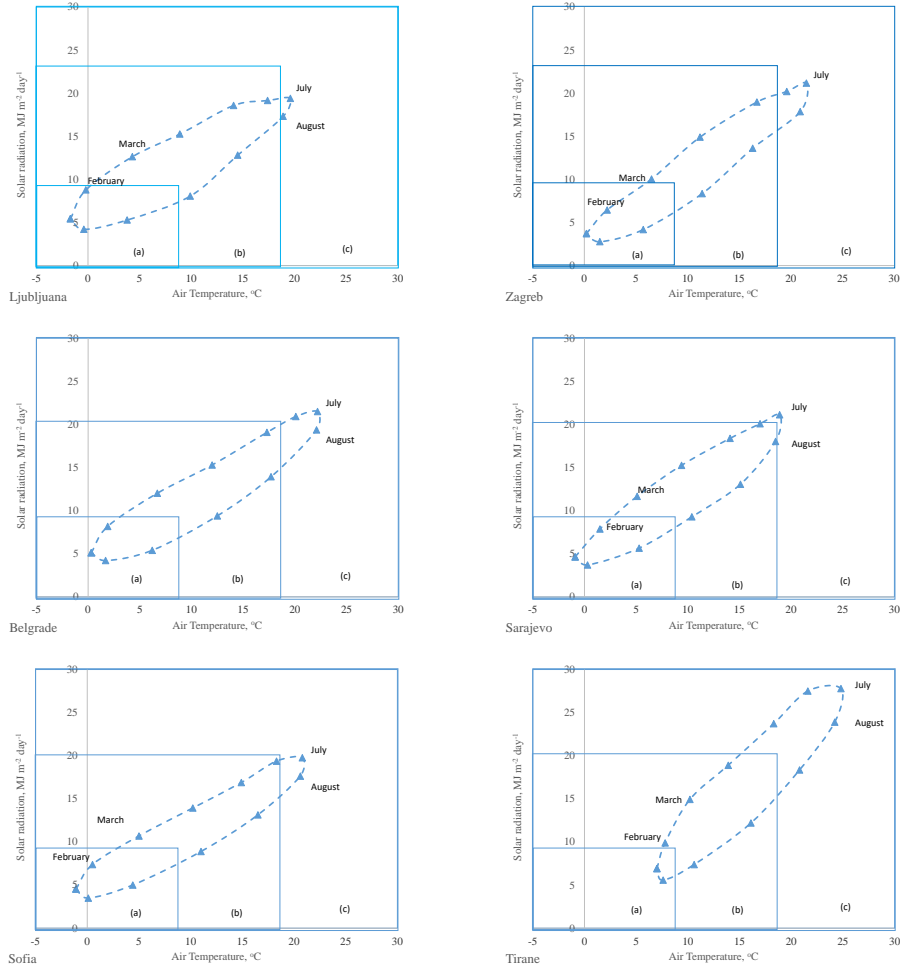 30
25
20
15
10
5
0
-5 0 5 10 15 20 25 30
Solar radiation, MJ m⁻² day⁻¹
Air Temperature, °C
Ljubljuana
February
March
July
August
(a) (b) (c)
30
25
20
15
10
5
0
-5 0 5 10 15 20 25 30
Solar radiation, MJ m⁻² day⁻¹
Air Temperature, °C
Zagreb
February
March
July
(a) (b) (c)
30
25
20
15
10
5
0
-5 0 5 10 15 20 25 30
Solar radiation, MJ m⁻² day⁻¹
Air Temperature, °C
Belgrade
July
August
(a) (b) (c)
30
25
20
15
10
5
0
-5 0 5 10 15 20 25 30
Solar radiation, MJ m⁻² day⁻¹
Air Temperature, °C
Sarajevo
February
March
July
August
(a) (b) (c)
30
25
20
15
10
5
0
-5 0 5 10 15 20 25 30
Solar radiation, MJ m⁻² day⁻¹
Air Temperature, °C
Sofia
February
March
July
August
(a) (b) (c)
30
25
20
15
10
5
0
-5 0 5 10 15 20 25 30
Solar radiation, MJ m⁻² day⁻¹
Air Temperature, °C
Tirane
February
March
July
August
(a) (b) (c)